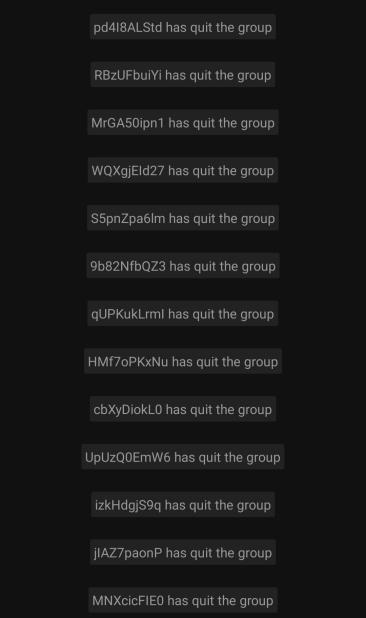 pd4I8ALStd has quit the group
RBzUFbuiYi has quit the group
MrGA50ipn1 has quit the group
WQXgjEId27 has quit the group
S5pnZpa6lm has quit the group
9b82NfbQZ3 has quit the group
qUPKukLrmI has quit the group
HMf7oPKxNu has quit the group
cbXyDiokL0 has quit the group
UpUzQ0EmW6 has quit the group
izkHdgjS9q has quit the group
jIAZ7paonP has quit the group
MNXcicFIE0 has quit the group